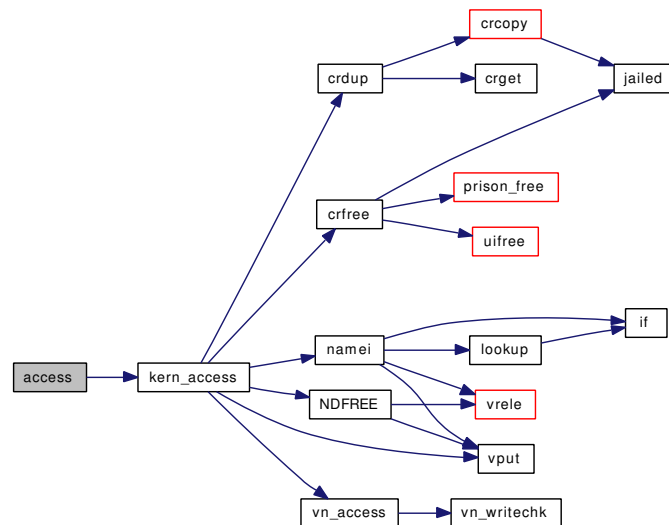 crcopy
crdup
crget
jailed
prison_free
crfree
uifree
if
namei
lookup
access
kern_access
NDFREE
vrele
vput
vn_access
vn_writechk